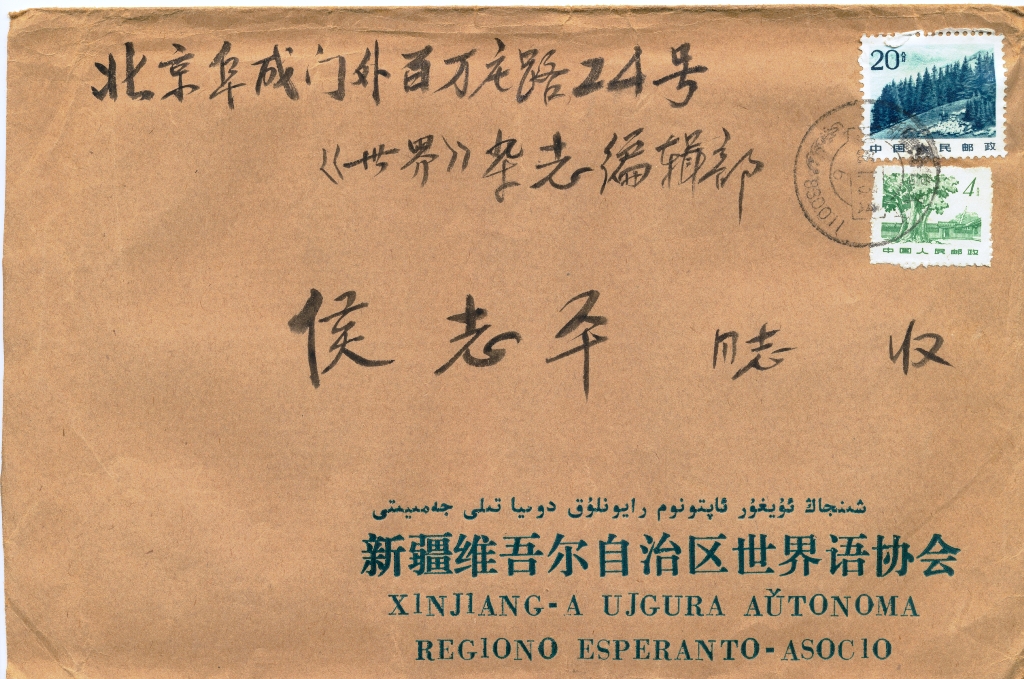 北京阜成门外百万庄路24号
《世界》杂志编辑部
侯志平 同志 收
20分
中国人民邮政
4分
中国人民邮政
شىنجاڭ ئۇيغۇر ئاپتونوم رايونلۇق دۇنيا تىلى جەمىيىتى
新疆维吾尔自治区世界语协会
XINJIANG-A UJGURA AŬTONOMA
REGIONO ESPERANTO-ASOCIO